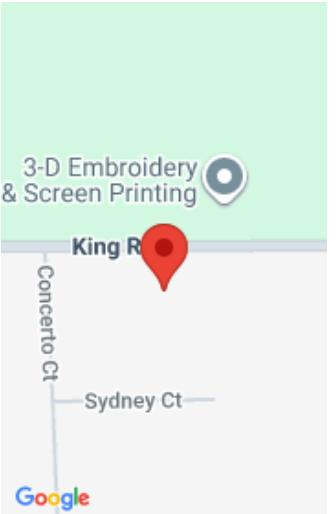 3-D Embroidery
& Screen Printing
King R
Concerto Ct
Sydney Ct
Google